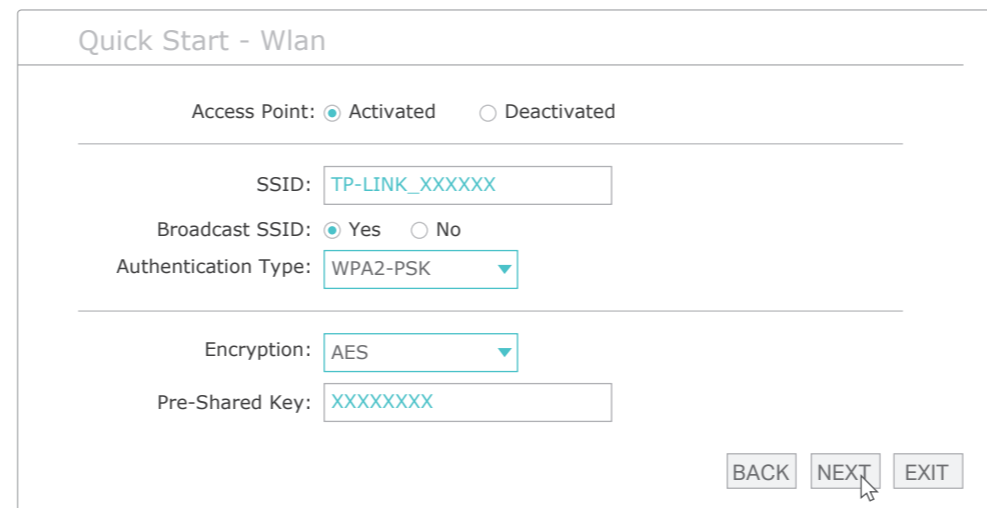 Quick Start - Wlan
Access Point: Activated Deactivated
SSID: TP-LINK_XXXXXX
Broadcast SSID: Yes No
Authentication Type: WPA2-PSK
Encryption: AES
Pre-Shared Key: XXXXXXXX
BACK NEXT EXIT